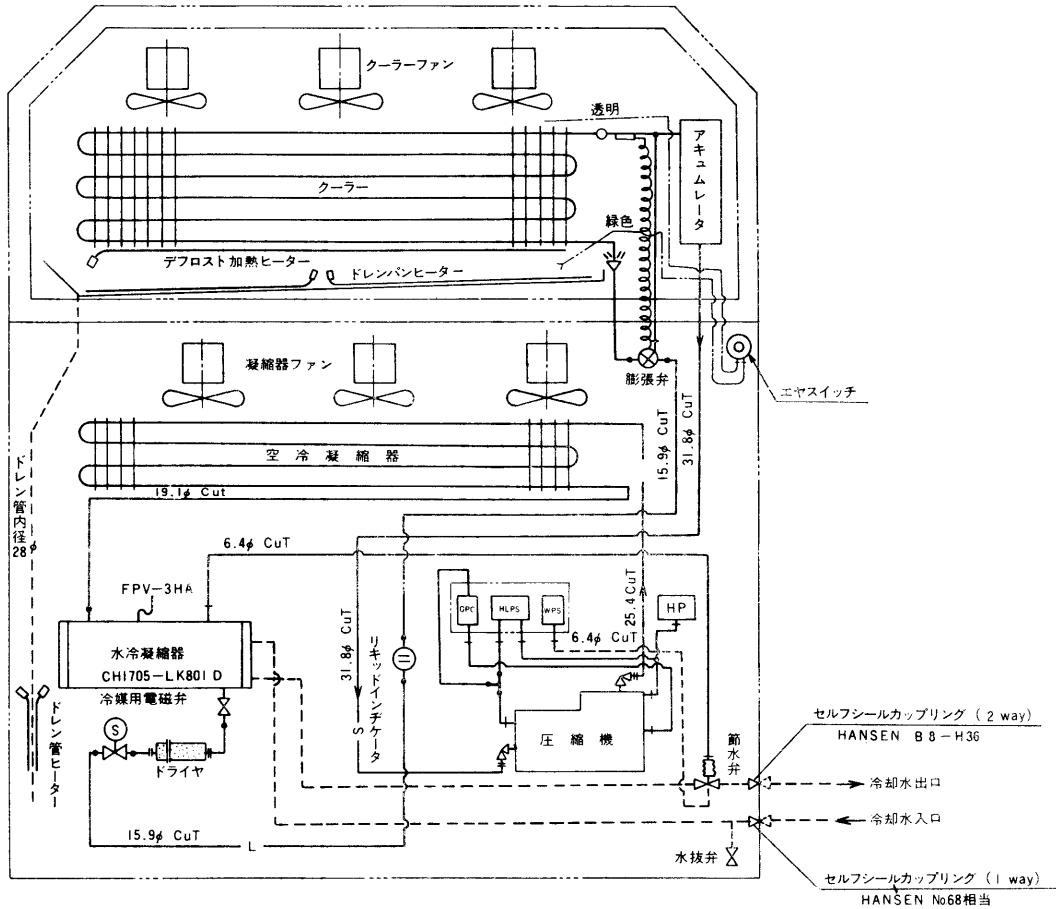 クーラーファン
透明
アキュムレータ
クーラー
緑色
デフロスト加熱ヒーター
ドレンパンヒーター
凝縮器ファン
膨張弁
エヤスイッチ
15.9φ CuT
31.8φ CuT
空冷凝縮器
19.1φ Cut
ドレン管内径28φ
6.4φ CuT
FPV-3HA
25.4 CuT
HLPS
WPS
HP
6.4φ CuT
水冷凝縮器
CH1705-LK801D
31.8φ CuT
リキッドインヂケータ
冷媒用電磁弁
S
ドレン管ヒーター
ドライヤ
S
圧縮機
節水弁
セルフシールカップリング (2 way)
HANSEN B8-H36
冷却水出口
15.9φ CuT
L
冷却水入口
水抜弁
セルフシールカップリング (1 way)
HANSEN No68相当